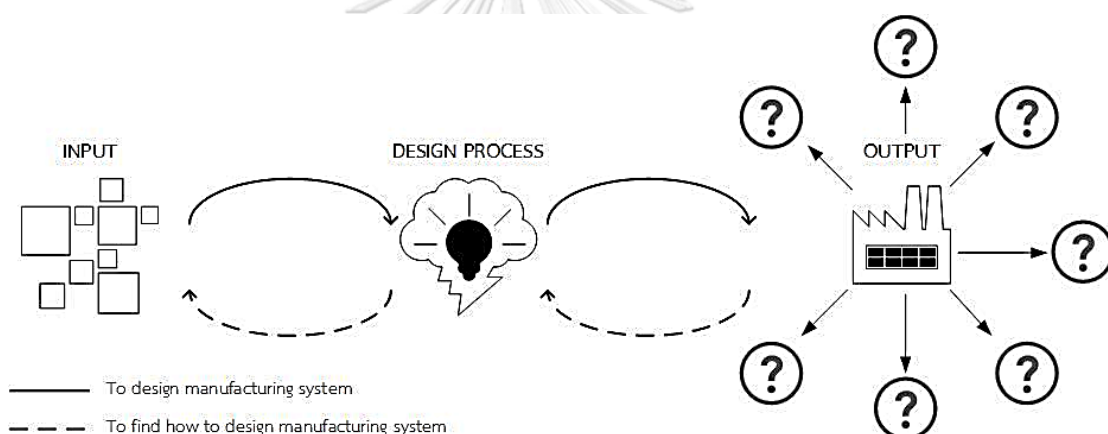 INPUT
DESIGN PROCESS
OUTPUT
?
?
?
?
?
?
?
?
To design manufacturing system
To find how to design manufacturing system